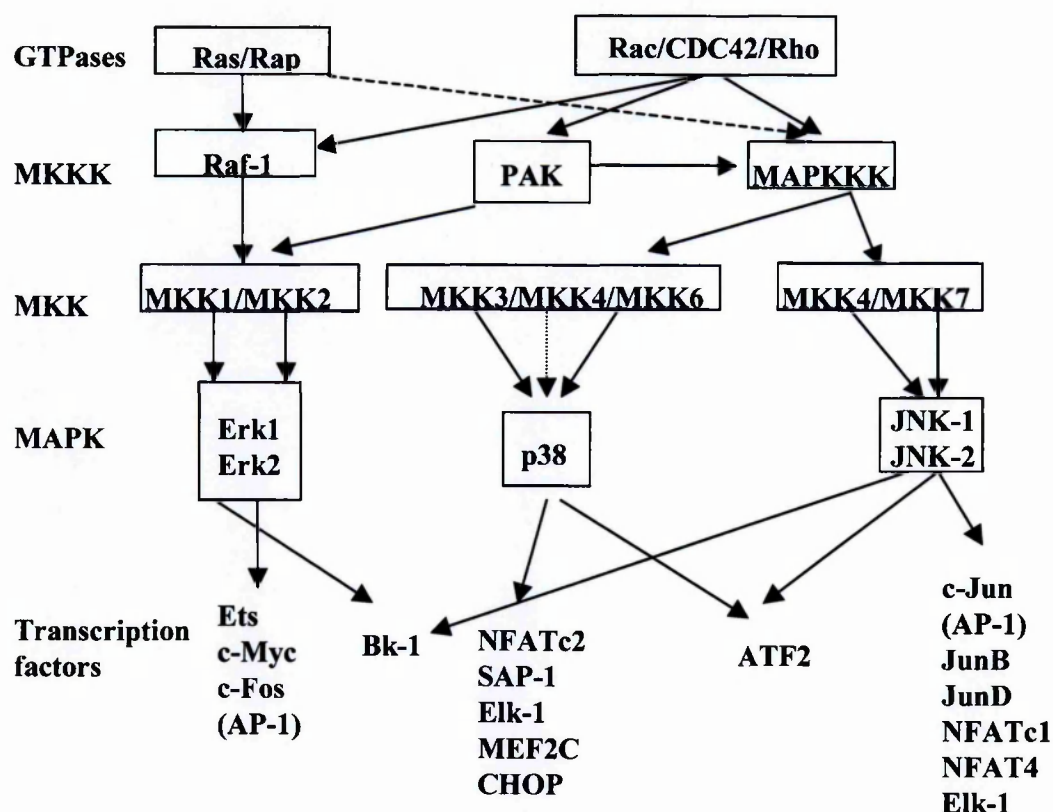 GTPases
Ras/Rap
Rac/CDC42/Rho
MKKK
Raf-1
PAK
MAPKKK
MKK
MKK1/MKK2
MKK3/MKK4/MKK6
MKK4/MKK7
MAPK
Erk1
Erk2
p38
JNK-1
JNK-2
Transcription
factors
Ets
c-Myc
c-Fos
(AP-1)
Bk-1
NFATc2
SAP-1
Elk-1
MEF2C
CHOP
ATF2
c-Jun
(AP-1)
JunB
JunD
NFATc1
NFAT4
Elk-1